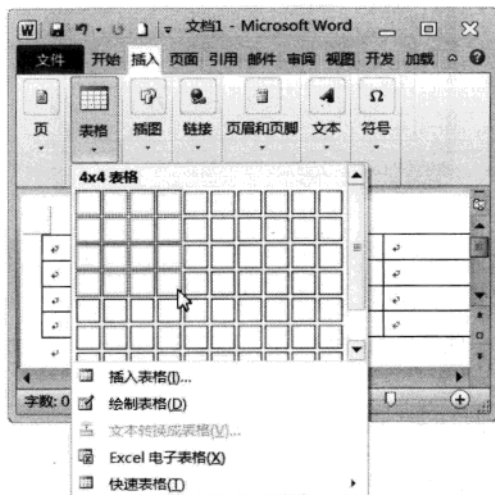 文档1 - Microsoft Word
文件 开始 插入 页面 引用 邮件 审阅 视图 开发 加载
页 表格 插图 链接 页眉和页脚 文本 符号
4x4 表格
插入表格(I)...
绘制表格(D)
文本转换成表格(V)...
Excel 电子表格(X)
快速表格(T)
字数: 0